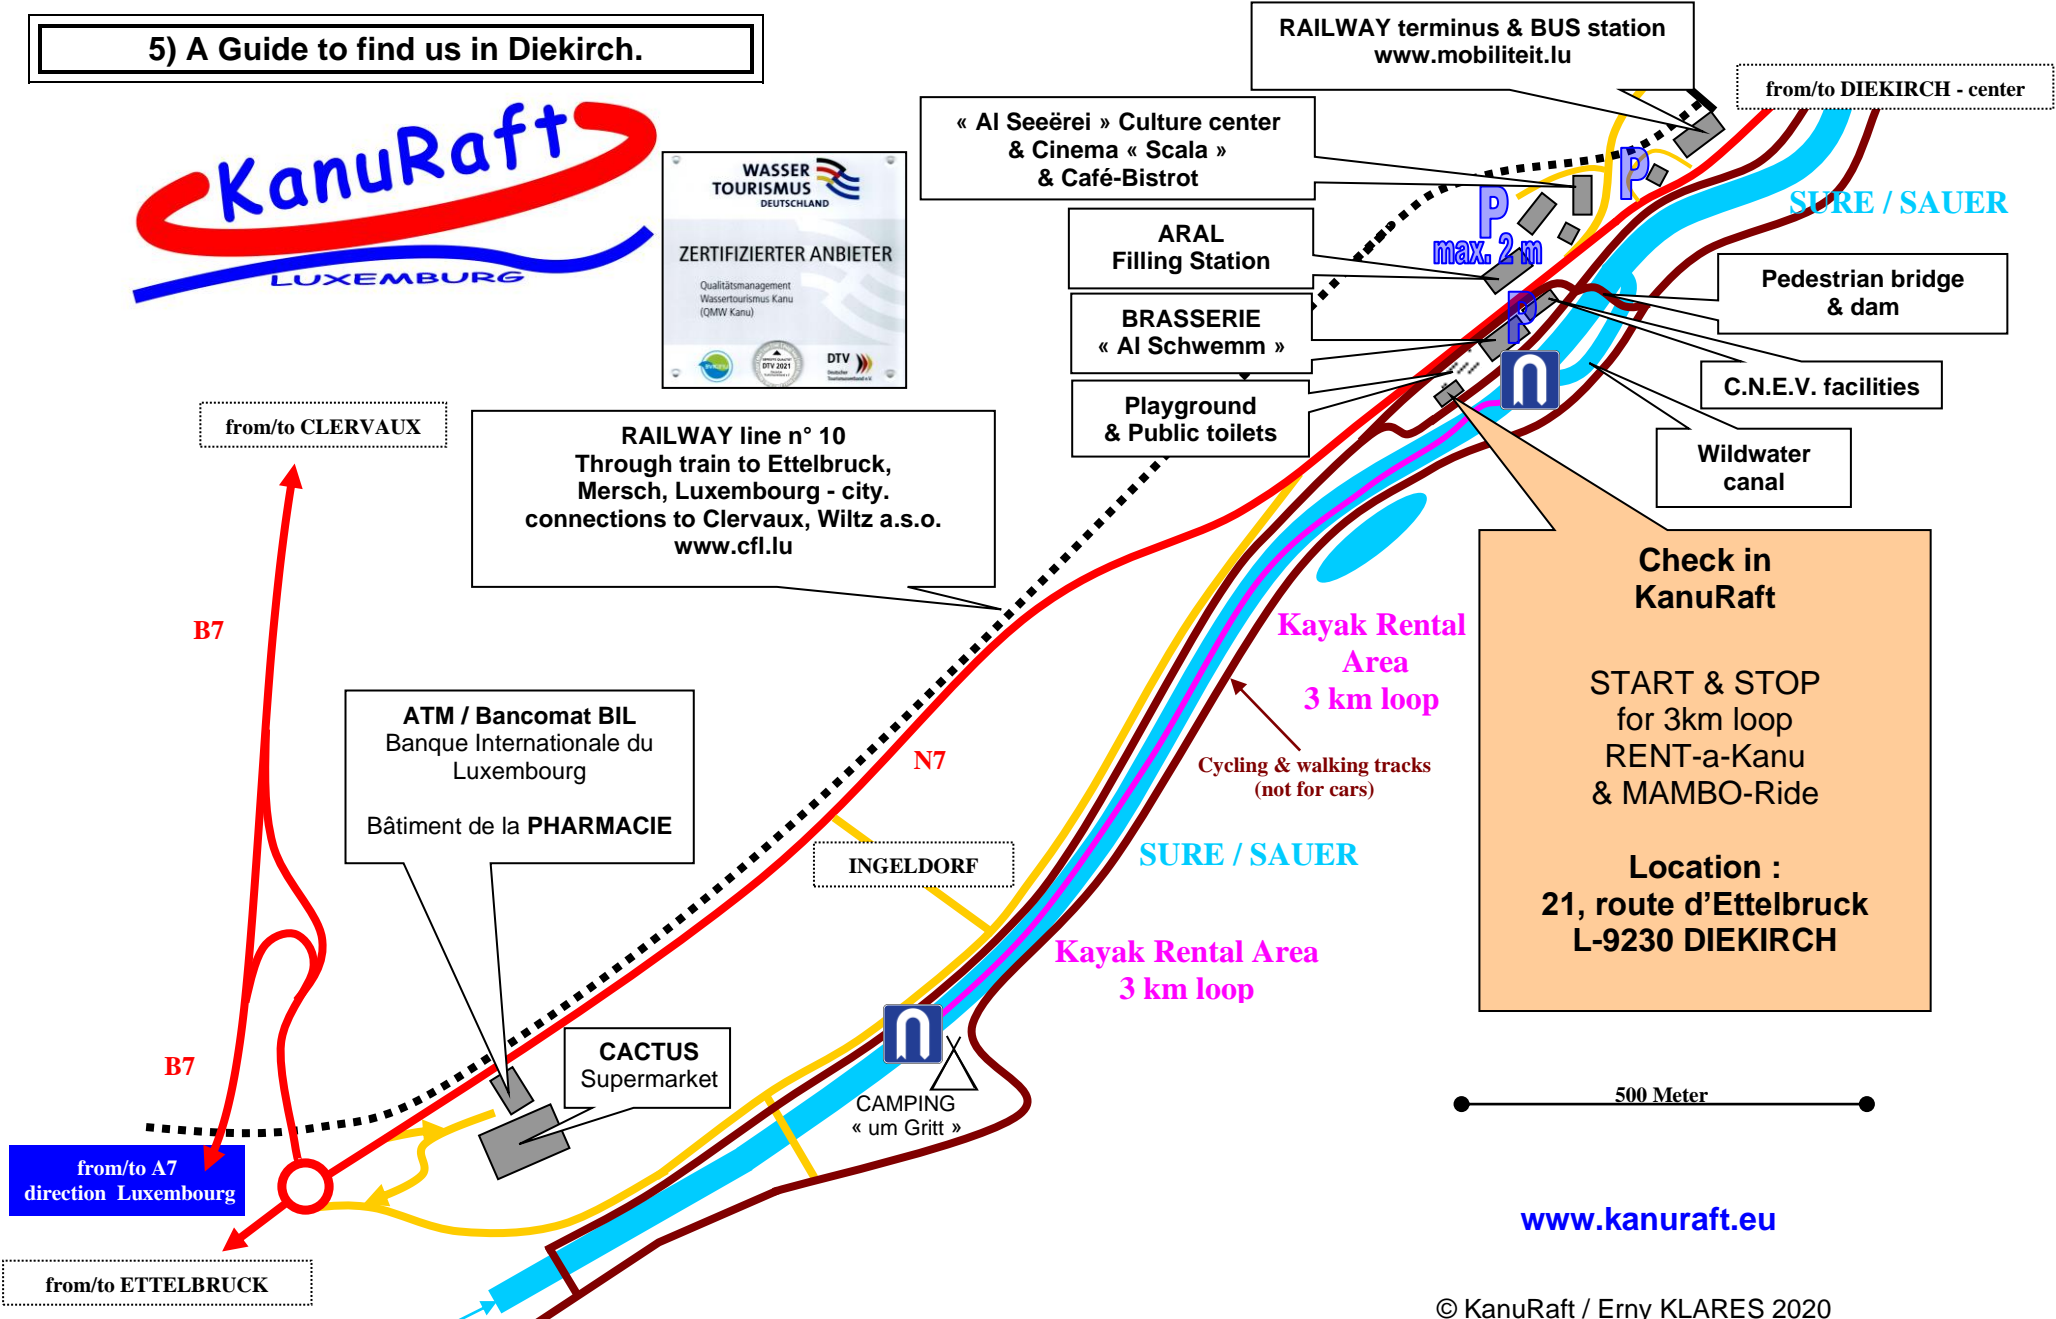 5) A Guide to find us in Diekirch.
KanuRaft
LUXEMBURG
WASSER
TOURISMUS
DEUTSCHLAND
ZERTIFIZIERTER ANBIETER
Qualitätsmanagement
Wassertourismus Kanu
(QMW Kanu)
DTV 2021
DTV
RAILWAY terminus & BUS station
www.mobiliteit.lu
from/to DIEKIRCH - center
« Al Seeërei » Culture center
& Cinema « Scala »
& Café-Bistrot
P
P
max. 2 m
P
SURE / SAUER
ARAL
Filling Station
Pedestrian bridge
& dam
BRASSERIE
« Al Schwemm »
C.N.E.V. facilities
Playground
& Public toilets
Wildwater
canal
from/to CLERVAUX
RAILWAY line n° 10
Through train to Ettelbruck,
Mersch, Luxembourg - city.
connections to Clervaux, Wiltz a.s.o.
www.cfl.lu
Check in
KanuRaft
START & STOP
for 3km loop
RENT-a-Kanu
& MAMBO-Ride
Location :
21, route d’Ettelbruck
L-9230 DIEKIRCH
B7
Kayak Rental
Area
3 km loop
ATM / Bancomat BIL
Banque Internationale du
Luxembourg
Bâtiment de la PHARMACIE
N7
Cycling & walking tracks
(not for cars)
INGELDORF
SURE / SAUER
Kayak Rental Area
3 km loop
B7
CACTUS
Supermarket
CAMPING
« um Gritt »
500 Meter
from/to A7
direction Luxembourg
www.kanuraft.eu
from/to ETTELBRUCK
© KanuRaft / Erny KLARES 2020